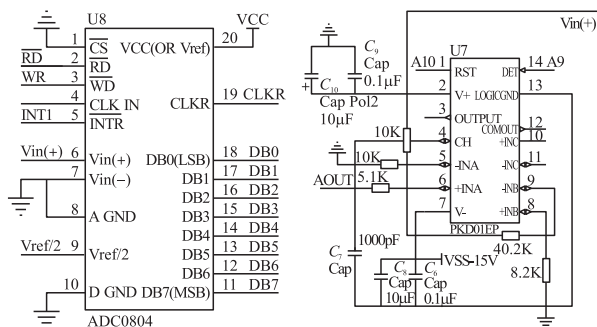 U8
VCC
1 CS VCC(OR Vref) 20
RD 2 RD
WR 3 WD
4 CLK IN CLKR 19 CLKR
INT1 5 INTR
Vin(+) 6 Vin(+) DB0(LSB) 18 DB0
7 Vin(−) DB1 17 DB1
DB2 16 DB2
8 A GND DB3 15 DB3
DB4 14 DB4
Vref/2 9 Vref/2 DB5 13 DB5
DB6 12 DB6
10 D GND DB7(MSB) 11 DB7
ADC0804
Vin(+)
U7
C9
Cap
0.1μF
C10
+
Cap Pol2
10μF
A10 1 RST DET 14 A9
2 V+ LOGICGND 13
3 OUTPUT COMOUT 12
4 CH +INC 10
5 -INA -INC 11
6 +INA -INB 9
7 V- +INB 8
PKD01EP
10K
10K
AOUT 5.1K
1000pF
40.2K
C7
Cap
VSS-15V
8.2K
C8
Cap
10μF
C6
Cap
0.1μF